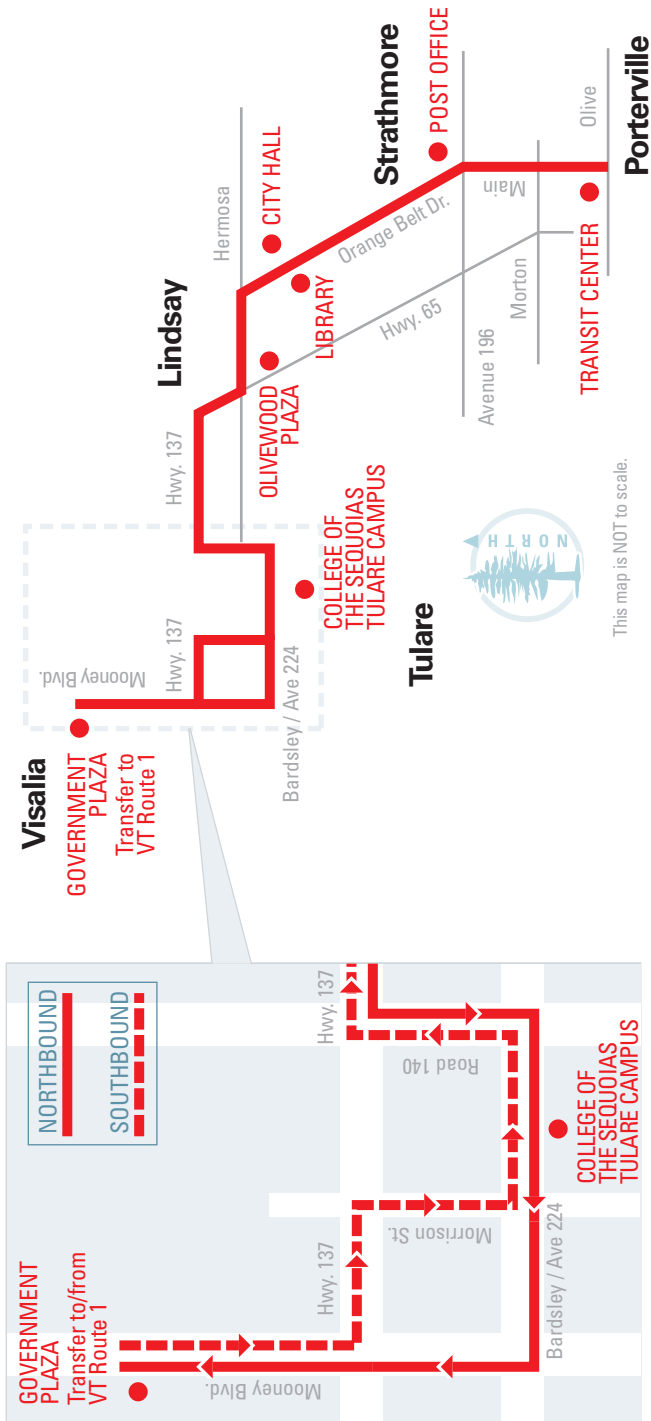 GOVERNMENT
PLAZA
Transfer to/from
VT Route 1
NORTHBOUND
SOUTHBOUND
Mooney Blvd.
Hwy. 137
Morrison St.
Hwy. 137
Road 140
Bardsley / Ave 224
COLLEGE OF
THE SEQUOIAS
TULARE CAMPUS
Visalia
GOVERNMENT
PLAZA
Transfer to
VT Route 1
Mooney Blvd.
Hwy. 137
Bardsley / Ave 224
COLLEGE OF
THE SEQUOIAS
TULARE CAMPUS
Tulare
Hwy. 137
Lindsay
Hermosa
OLIVEWOOD
PLAZA
LIBRARY
CITY HALL
Orange Belt Dr.
Hwy. 65
Strathmore
POST OFFICE
Avenue 196
Main
Morton
Olive
TRANSIT CENTER
Porterville
NORTH
This map is NOT to scale.